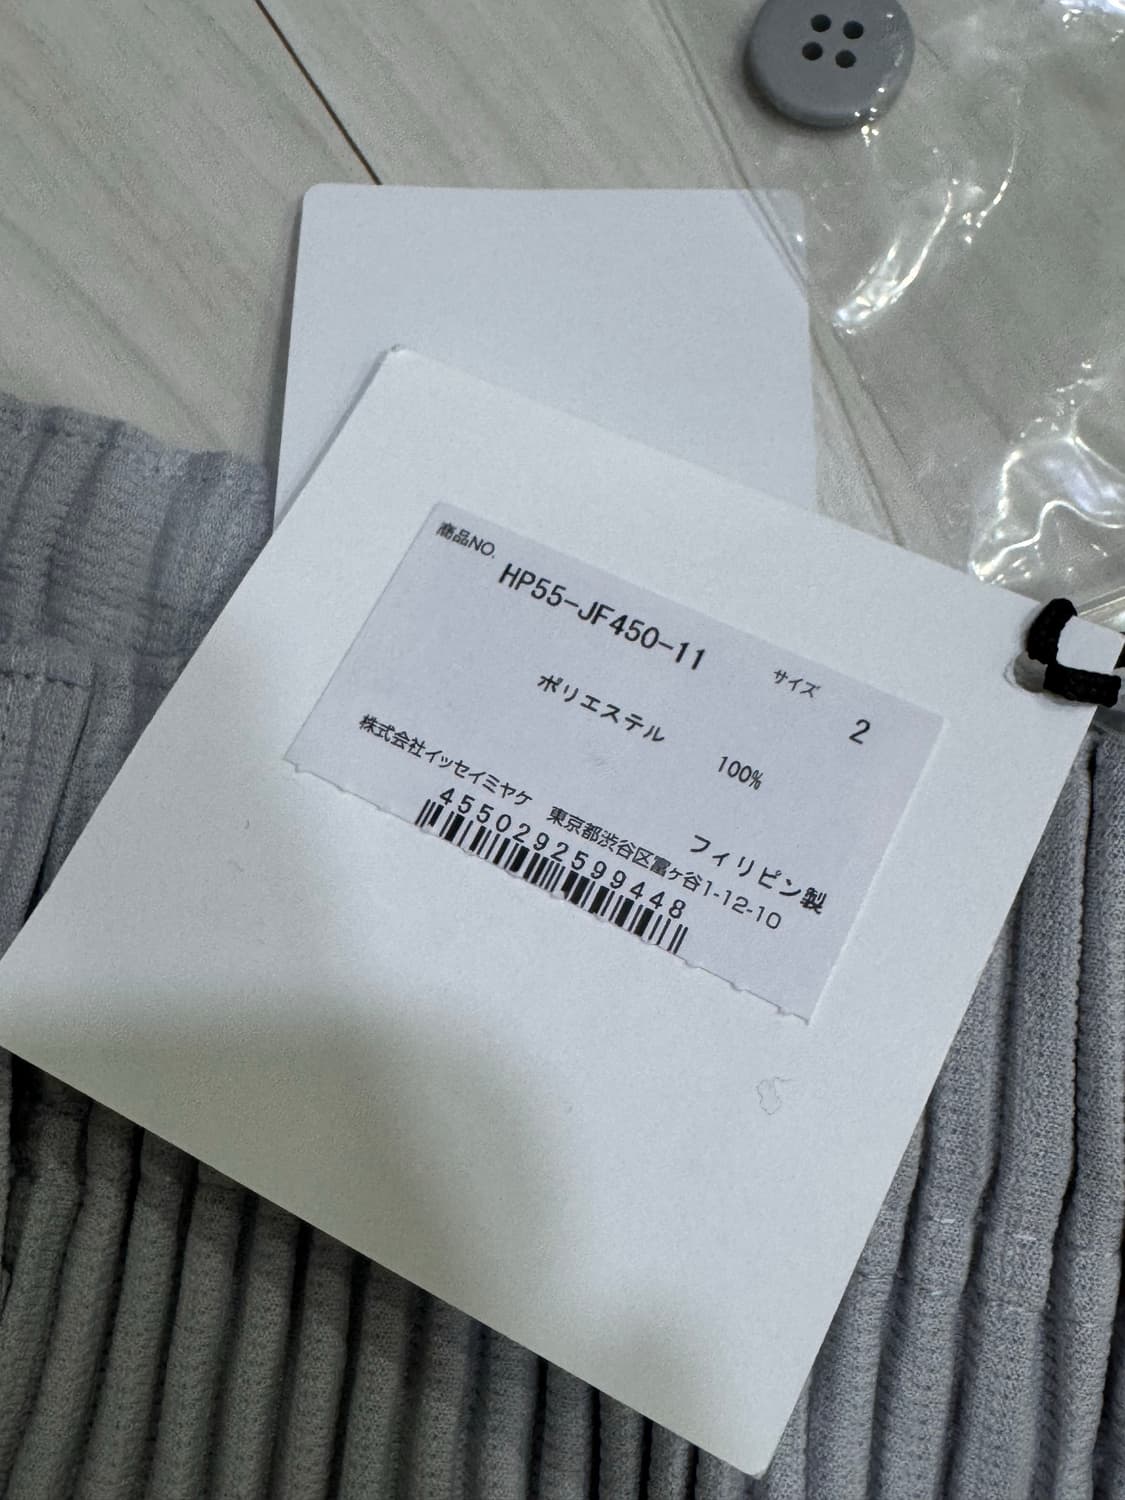 商品NO.
HP55-JF450-11
サイズ
2
ポリエステル 100%
フィリピン製
株式会社イッセイミヤケ 東京都渋谷区富ヶ谷1-12-10
4550292599448